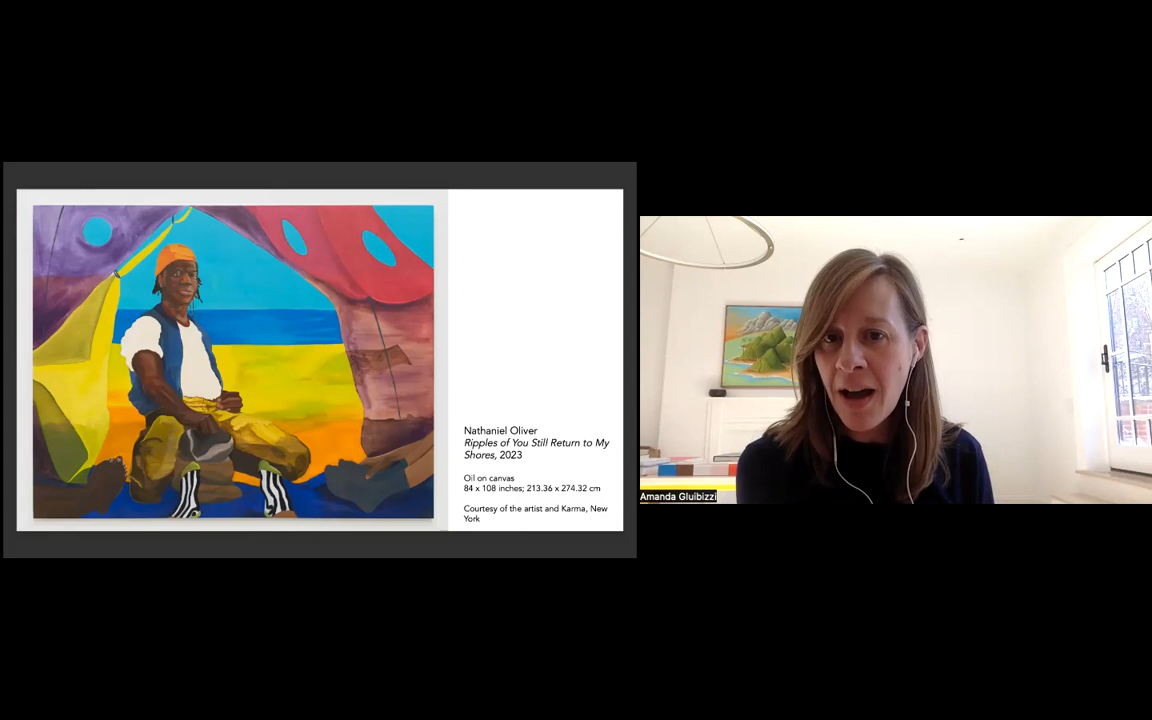 Nathaniel Oliver
Ripples of You Still Return to My
Shores, 2023
Oil on canvas
84 x 108 inches; 213.36 x 274.32 cm
Courtesy of the artist and Karma, New
York
Amanda Gluibizzi